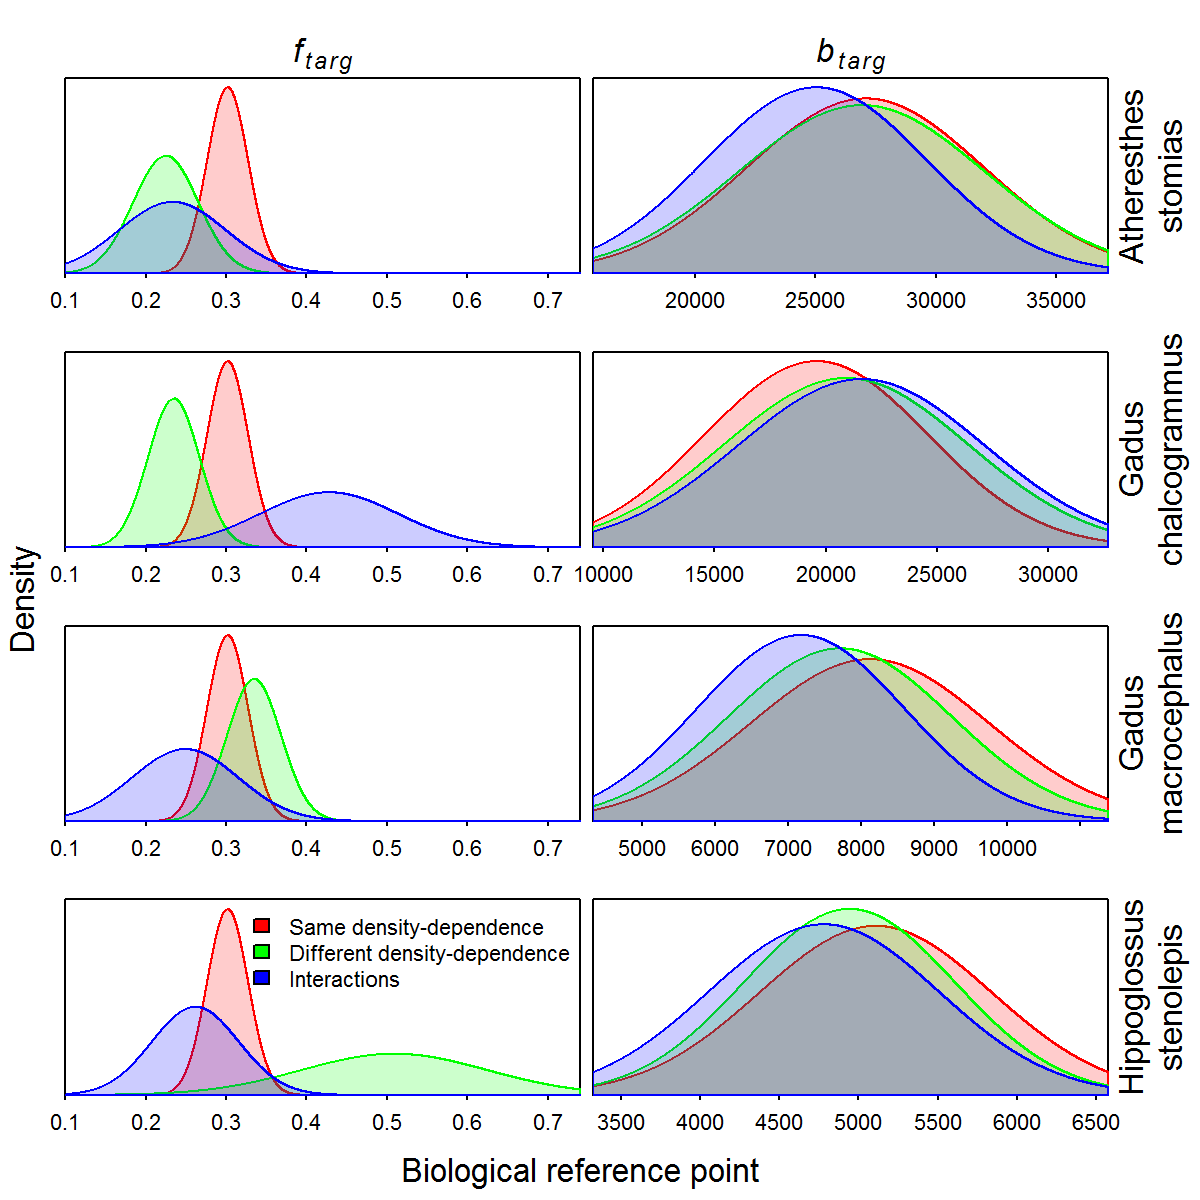 f targ
b targ
0.1 0.2 0.3 0.4 0.5 0.6 0.7
20000 25000 30000 35000
Atheresthes
stomias
0.1 0.2 0.3 0.4 0.5 0.6 0.7
10000 15000 20000 25000 30000
Gadus
chalcogrammus
Density
0.1 0.2 0.3 0.4 0.5 0.6 0.7
5000 6000 7000 8000 9000 10000
Gadus
macrocephalus
Same density-dependence
Different density-dependence
Interactions
0.1 0.2 0.3 0.4 0.5 0.6 0.7
3500 4000 4500 5000 5500 6000 6500
Hippoglossus
stenolepis
Biological reference point